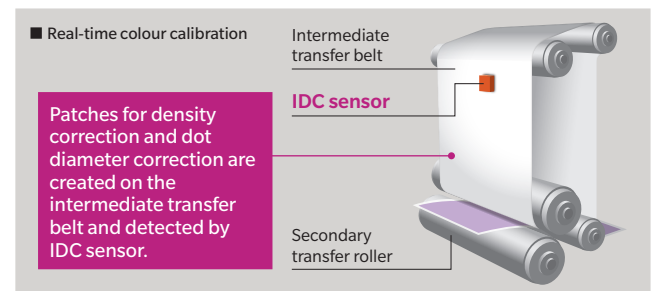 ■ Real-time colour calibration
Intermediate
transfer belt
IDC sensor
Patches for density
correction and dot
diameter correction are
created on the
intermediate transfer
belt and detected by
IDC sensor.
Secondary
transfer roller